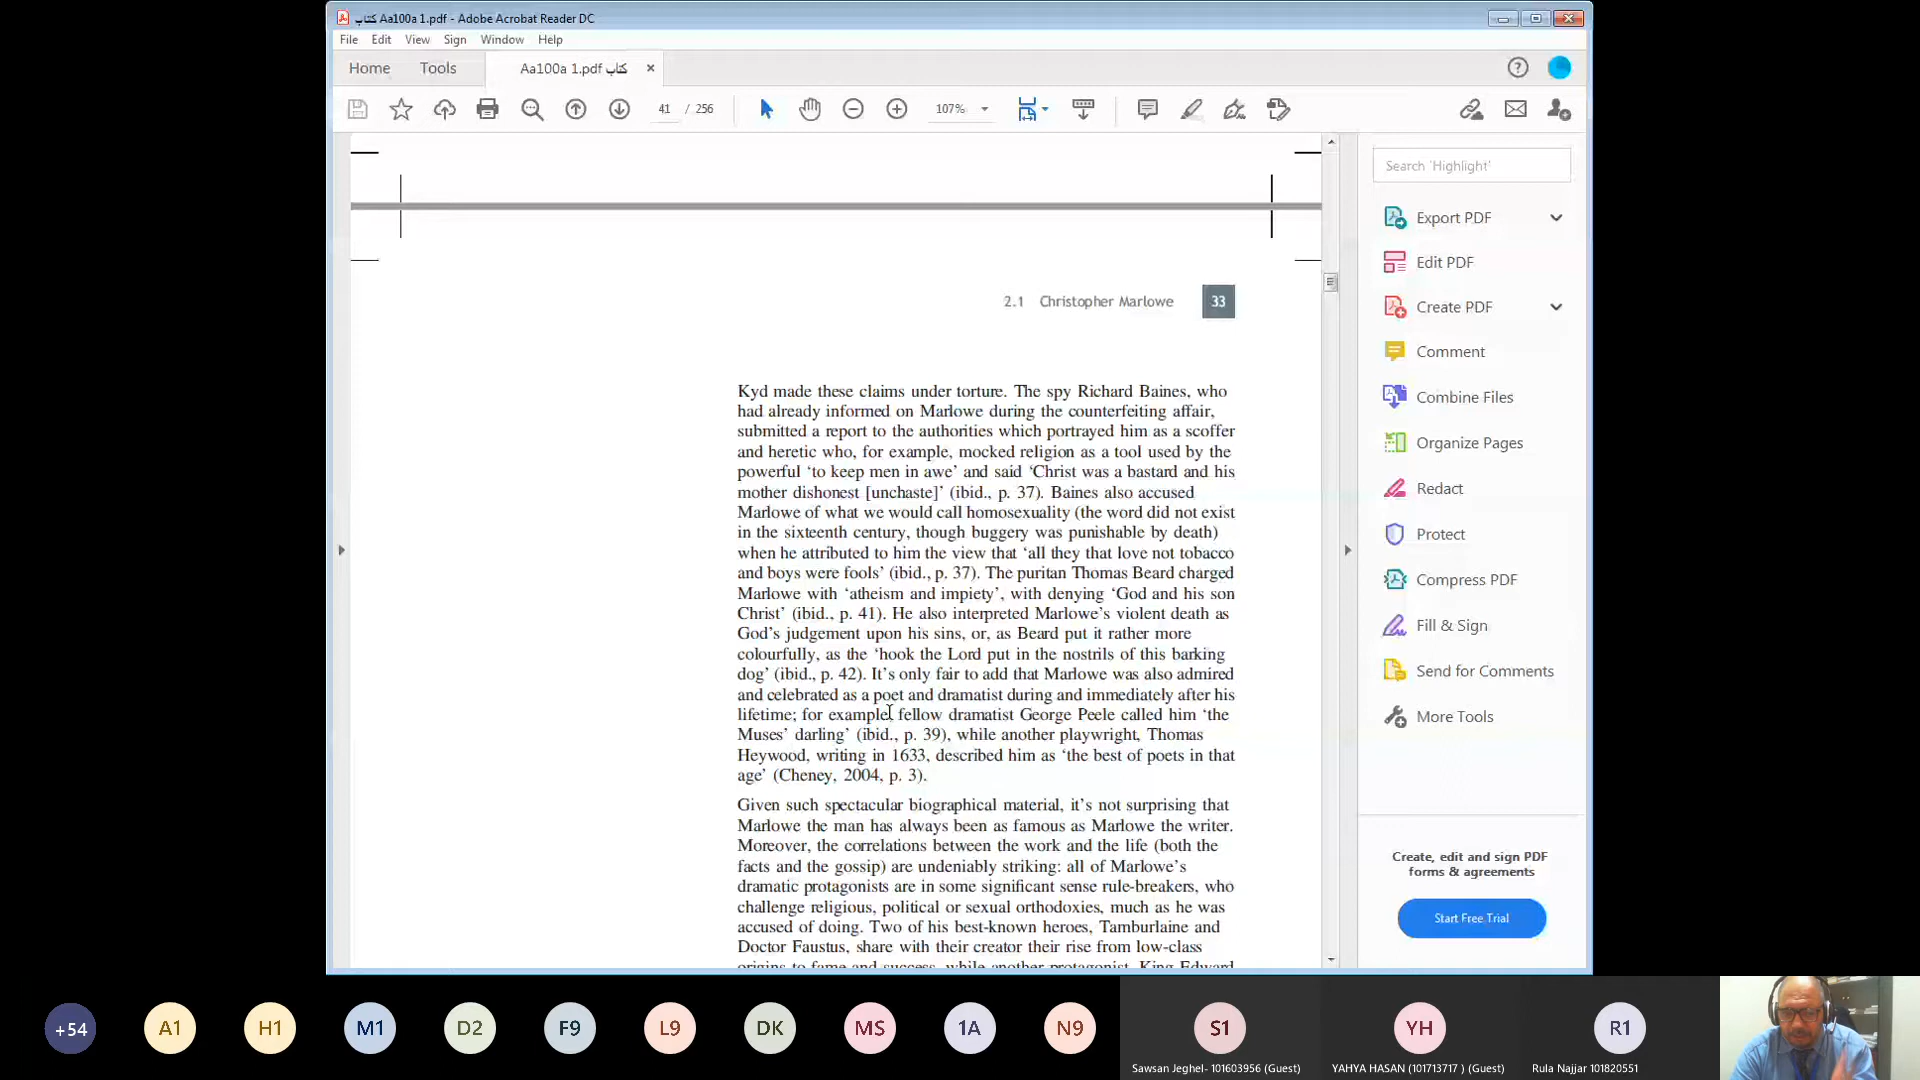 كتاب Aa100a 1.pdf - Adobe Acrobat Reader DC
File Edit View Sign Window Help
Home Tools Aa100a 1.pdf كتاب
41 / 256 107%
Search 'Highlight'
Export PDF
Edit PDF
Create PDF
Comment
Combine Files
Organize Pages
Redact
Protect
Compress PDF
Fill & Sign
Send for Comments
More Tools
Create, edit and sign PDF
forms & agreements
Start Free Trial
2.1 Christopher Marlowe 33
Kyd made these claims under torture. The spy Richard Baines, who
had already informed on Marlowe during the counterfeiting affair,
submitted a report to the authorities which portrayed him as a scoffer
and heretic who, for example, mocked religion as a tool used by the
powerful ‘to keep men in awe’ and said ‘Christ was a bastard and his
mother dishonest [unchaste]’ (ibid., p. 37). Baines also accused
Marlowe of what we would call homosexuality (the word did not exist
in the sixteenth century, though buggery was punishable by death)
when he attributed to him the view that ‘all they that love not tobacco
and boys were fools’ (ibid., p. 37). The puritan Thomas Beard charged
Marlowe with ‘atheism and impiety’, with denying ‘God and his son
Christ’ (ibid., p. 41). He also interpreted Marlowe’s violent death as
God’s judgement upon his sins, or, as Beard put it rather more
colourfully, as the ‘hook the Lord put in the nostrils of this barking
dog’ (ibid., p. 42). It’s only fair to add that Marlowe was also admired
and celebrated as a poet and dramatist during and immediately after his
lifetime; for example, fellow dramatist George Peele called him ‘the
Muses’ darling’ (ibid., p. 39), while another playwright, Thomas
Heywood, writing in 1633, described him as ‘the best of poets in that
age’ (Cheney, 2004, p. 3).
Given such spectacular biographical material, it’s not surprising that
Marlowe the man has always been as famous as Marlowe the writer.
Moreover, the correlations between the work and the life (both the
facts and the gossip) are undeniably striking: all of Marlowe’s
dramatic protagonists are in some significant sense rule-breakers, who
challenge religious, political or sexual orthodoxies, much as he was
accused of doing. Two of his best-known heroes, Tamburlaine and
Doctor Faustus, share with their creator their rise from low-class
origins to fame and success, while another protagonist, King Edward
+54 A1 H1 M1 D2 F9 L9 DK MS 1A N9 S1 YH R1
Sawsan Jeghel- 101603956 (Guest) YAHYA HASAN (101713717 ) (Guest) Rula Najjar 101820551